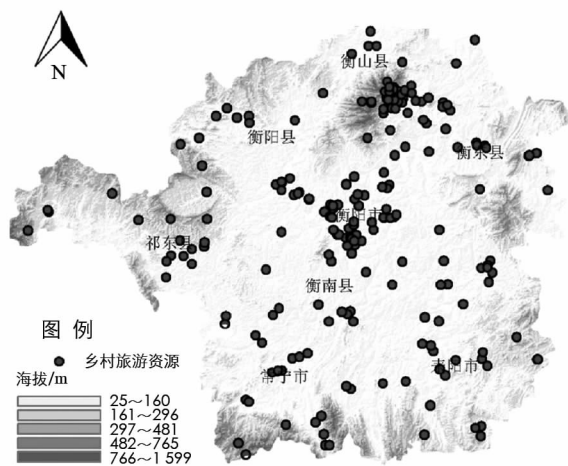 N
衡山县
衡阳县
衡东县
衡阳市
祁东县
衡南县
常宁市
耒阳市
图 例
乡村旅游资源
海拔/m
25～160
161～296
297～481
482～765
766～1 599